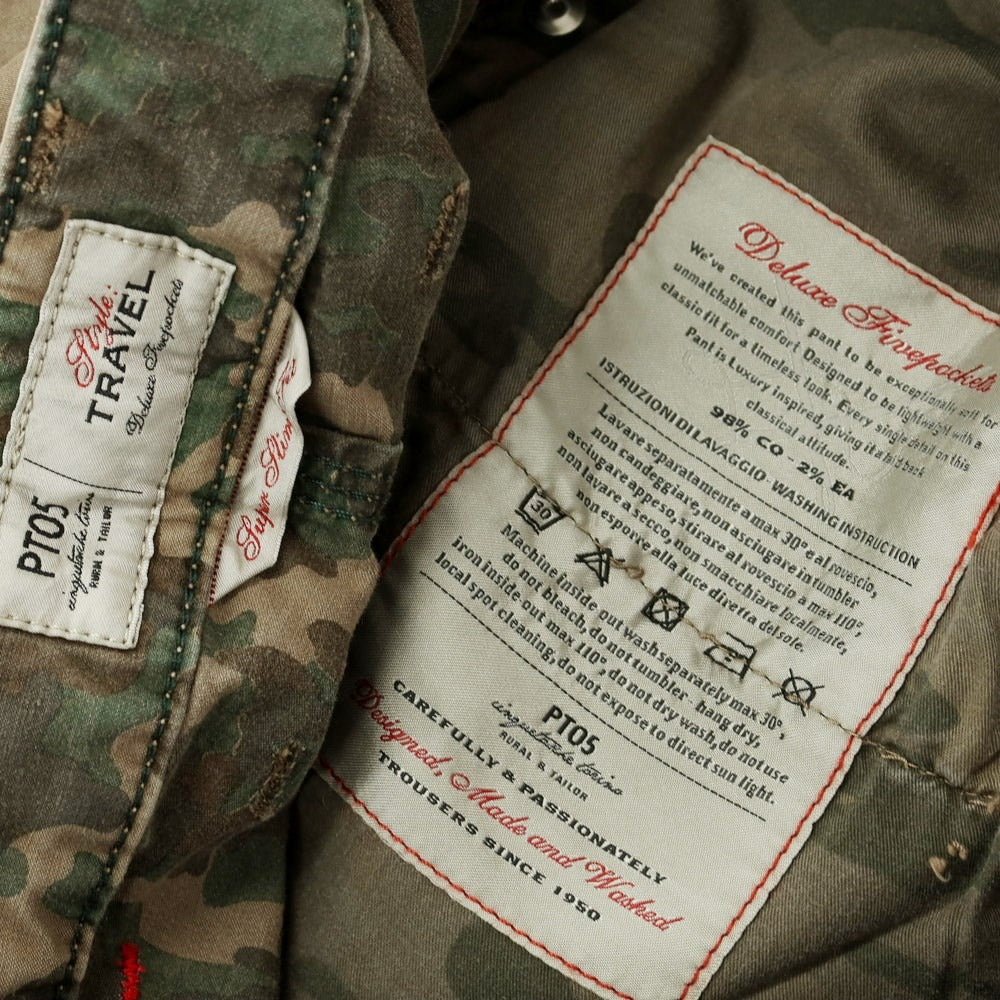 Style:
TRAVEL
Deluxe Fivepockets
PT05
cinquetasche torino
RURAL & TAILOR
Super Slim Fit
Deluxe Fivepockets
We've created this pant to be exceptionally soft for
unmatchable comfort Designed to be lightweight with a
classic fit for a timeless look. Every single detail on this
Pant is Luxury inspired, giving it a laid back
classical attitude.
98% CO - 2% EA
ISTRUZIONI DI LAVAGGIO - WASHING INSTRUCTION
Lavare separatamente a max 30° e al rovescio,
non candeggiare, non asciugare in tumbler
asciugare appeso, stirare al rovescio a max 110°,
non lavare a secco, non smacchiare localmente,
non esporre alla luce diretta del sole.
30
Machine inside out wash separately max 30°,
do not bleach, do not tumbler - hang dry,
iron inside out max 110°, do not dry wash, do not use
local spot cleaning, do not expose to direct sun light.
PT05
cinquetasche torino
RURAL & TAILOR
CAREFULLY & PASSIONATELY
Designed, Made and Washed
TROUSERS SINCE 1950